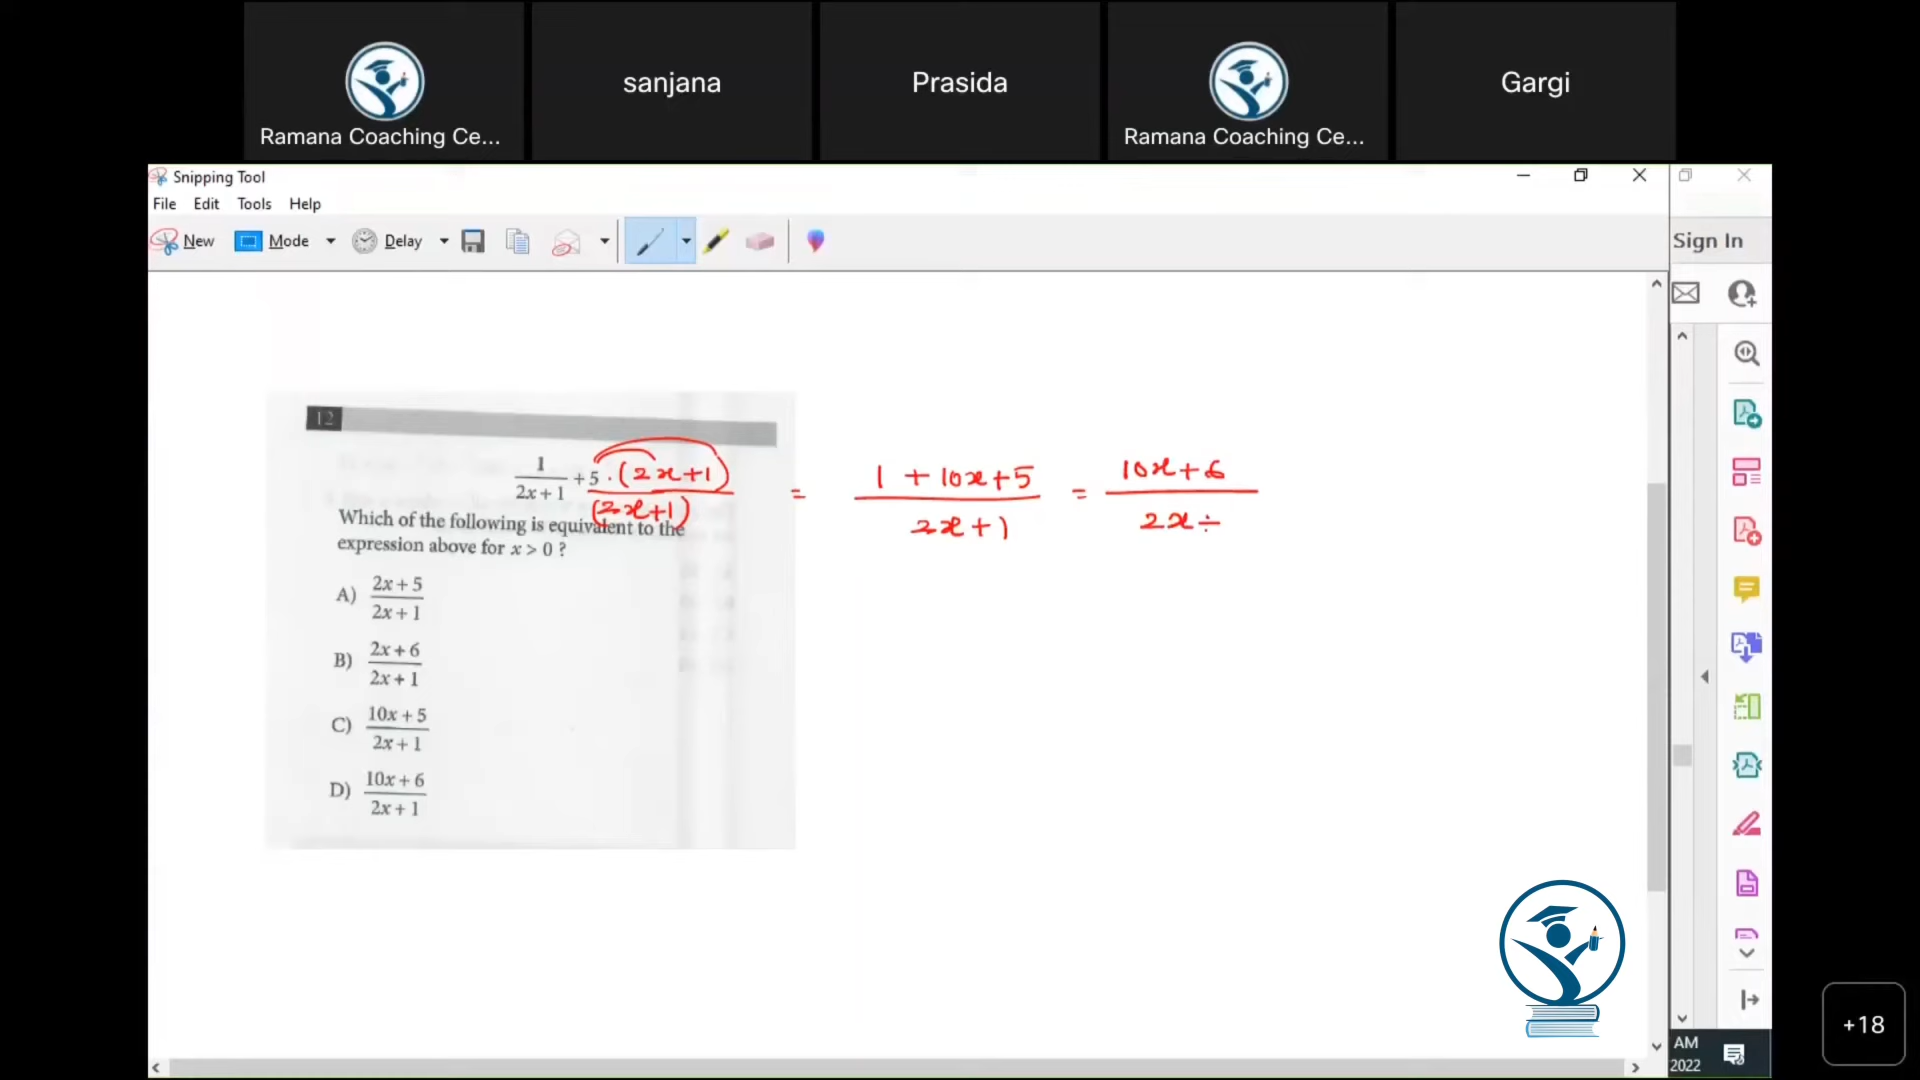 Ramana Coaching Ce...
sanjana
Prasida
Ramana Coaching Ce...
Gargi
Snipping Tool
File Edit Tools Help
New Mode Delay
Sign In
12
1/(2x + 1) + 5 · (2x+1)/(2x+1) = (1 + 10x+5)/(2x+1) = (10x+6)/(2x ÷
Which of the following is equivalent to the
expression above for x > 0 ?
A) (2x + 5)/(2x + 1)
B) (2x + 6)/(2x + 1)
C) (10x + 5)/(2x + 1)
D) (10x + 6)/(2x + 1)
+18
AM
2022